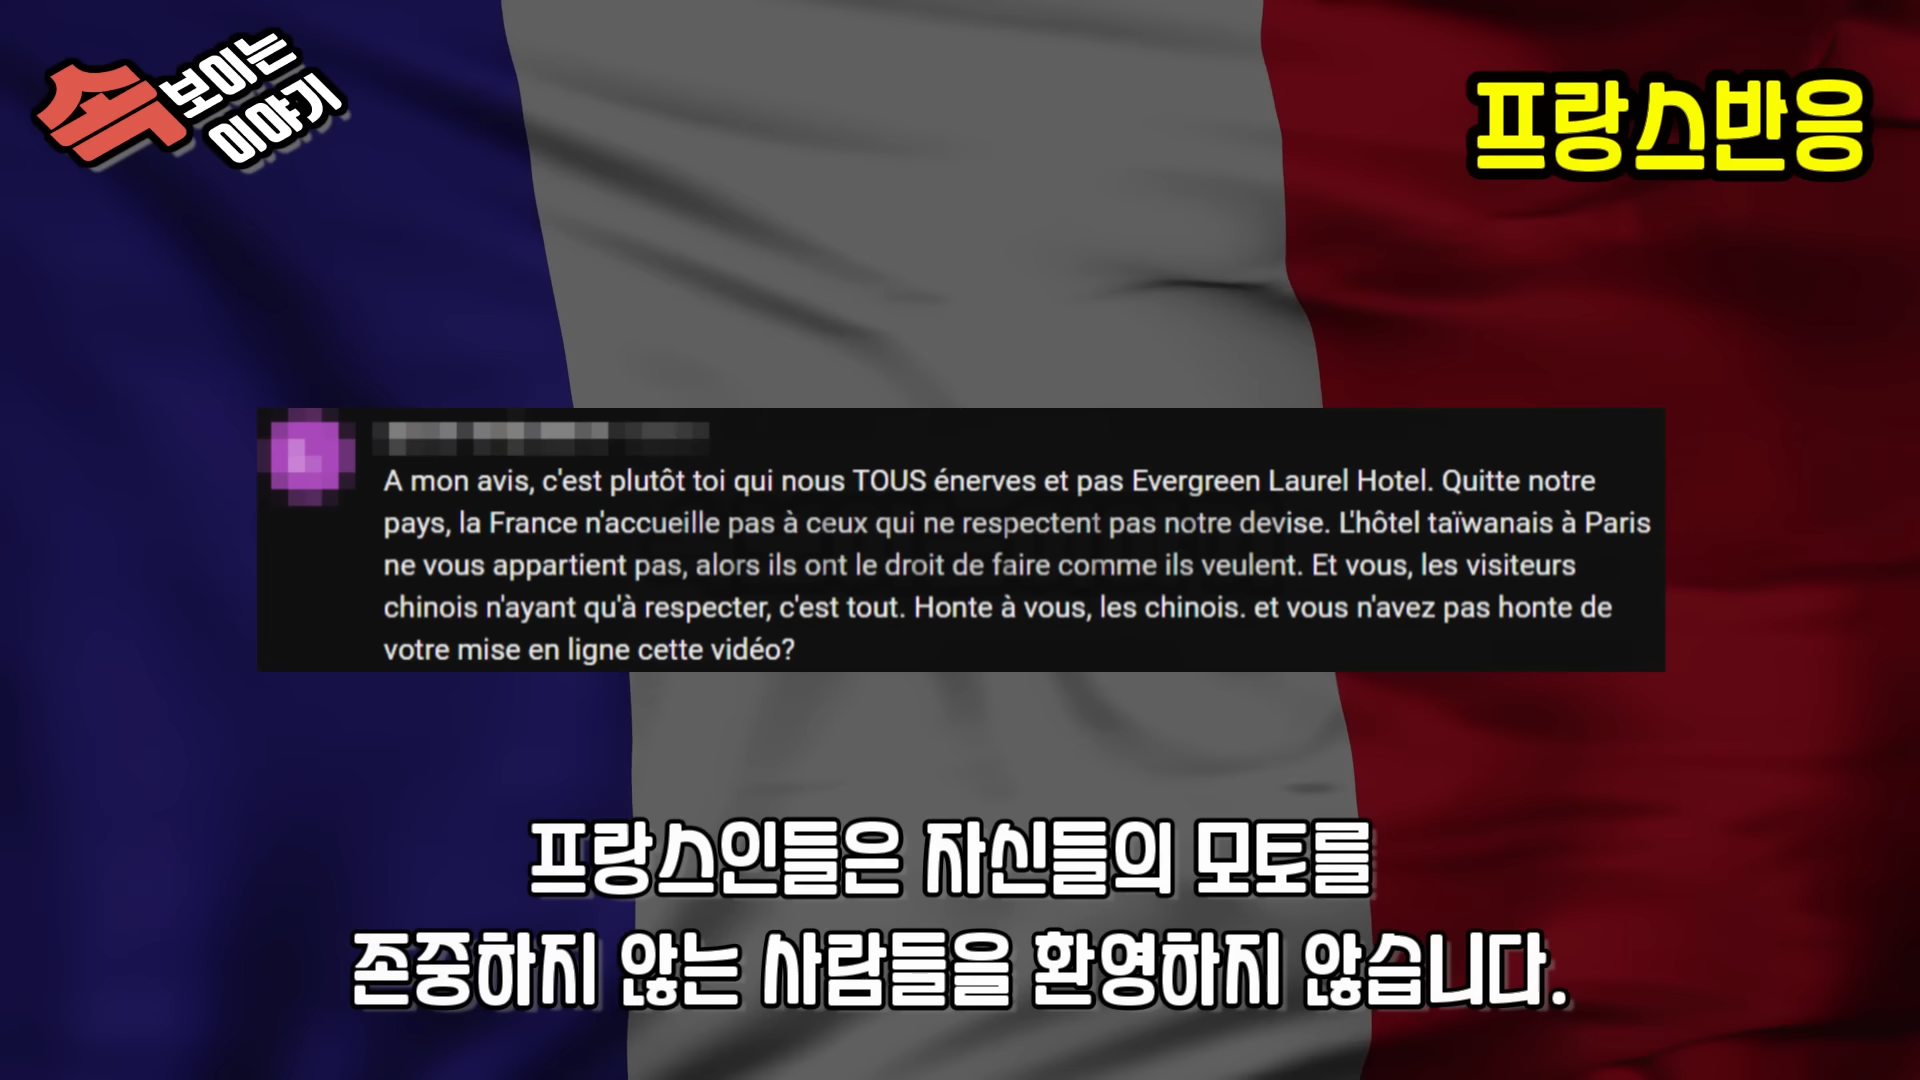 속보이는
이야기
프랑스반응
A mon avis, c'est plutôt toi qui nous TOUS énerves et pas Evergreen Laurel Hotel. Quitte notre
pays, la France n'accueille pas à ceux qui ne respectent pas notre devise. L'hôtel taïwanais à Paris
ne vous appartient pas, alors ils ont le droit de faire comme ils veulent. Et vous, les visiteurs
chinois n'ayant qu'à respecter, c'est tout. Honte à vous, les chinois. et vous n'avez pas honte de
votre mise en ligne cette vidéo?
프랑스인들은 자신들의 모토를
존중하지 않는 사람들을 환영하지 않습니다.